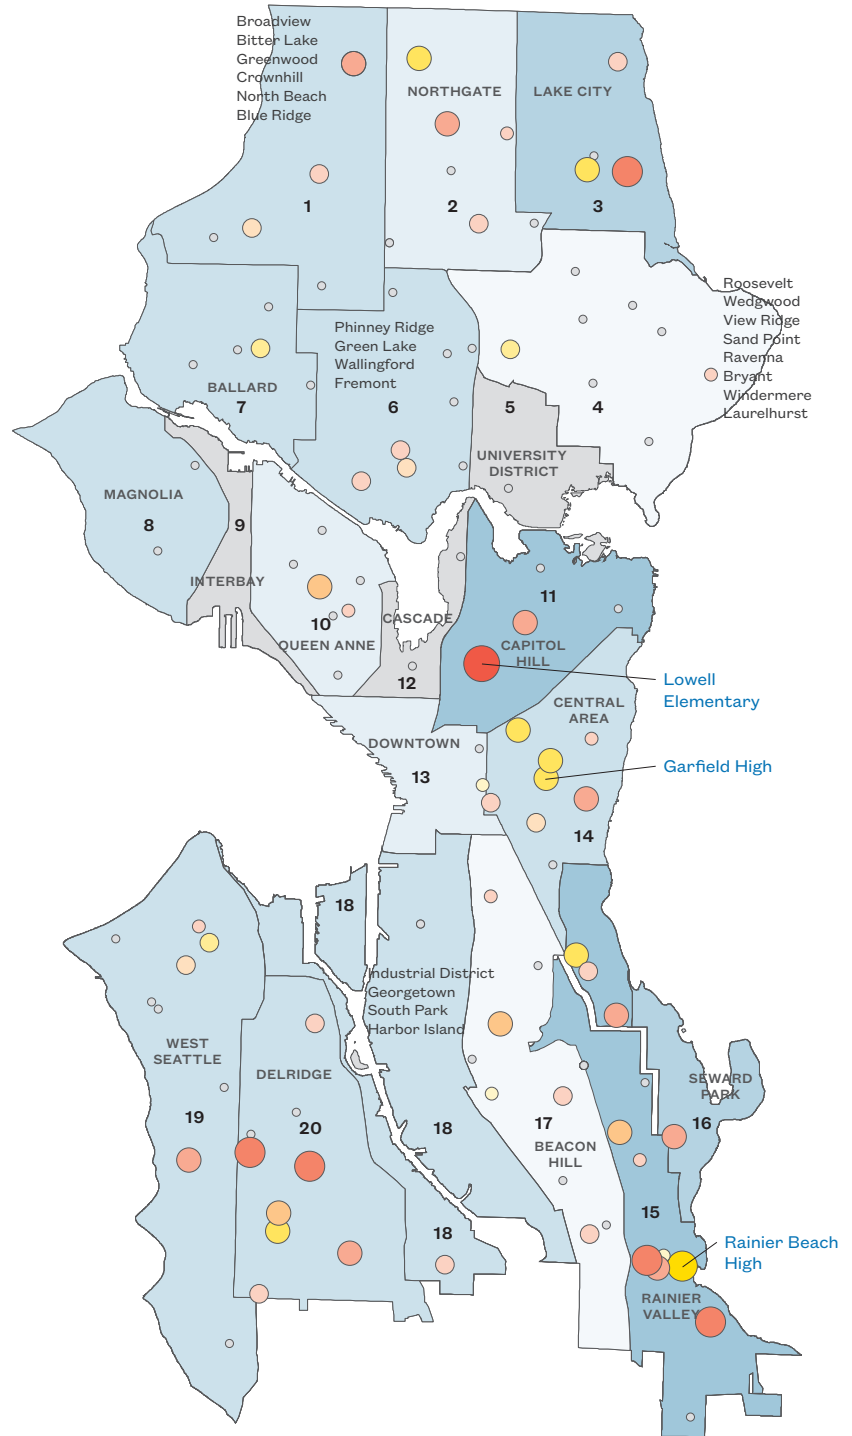 Broadview
Bitter Lake
Greenwood
Crownhill
North Beach
Blue Ridge
NORTHGATE
LAKE CITY
1
2
3
Roosevelt
Wedgwood
View Ridge
Sand Point
Ravenna
Bryant
Windermere
Laurelhurst
Phinney Ridge
Green Lake
Wallingford
Fremont
BALLARD
7
6
5
4
UNIVERSITY
DISTRICT
MAGNOLIA
8
9
INTERBAY
10
QUEEN ANNE
CASCADE
12
11
CAPITOL
HILL
Lowell
Elementary
CENTRAL
AREA
DOWNTOWN
13
Garfield High
14
18
Industrial District
Georgetown
South Park
Harbor Island
WEST
SEATTLE
19
DELRIDGE
20
18
17
BEACON
HILL
SEWARD
PARK
16
15
18
Rainier Beach
High
RAINIER
VALLEY